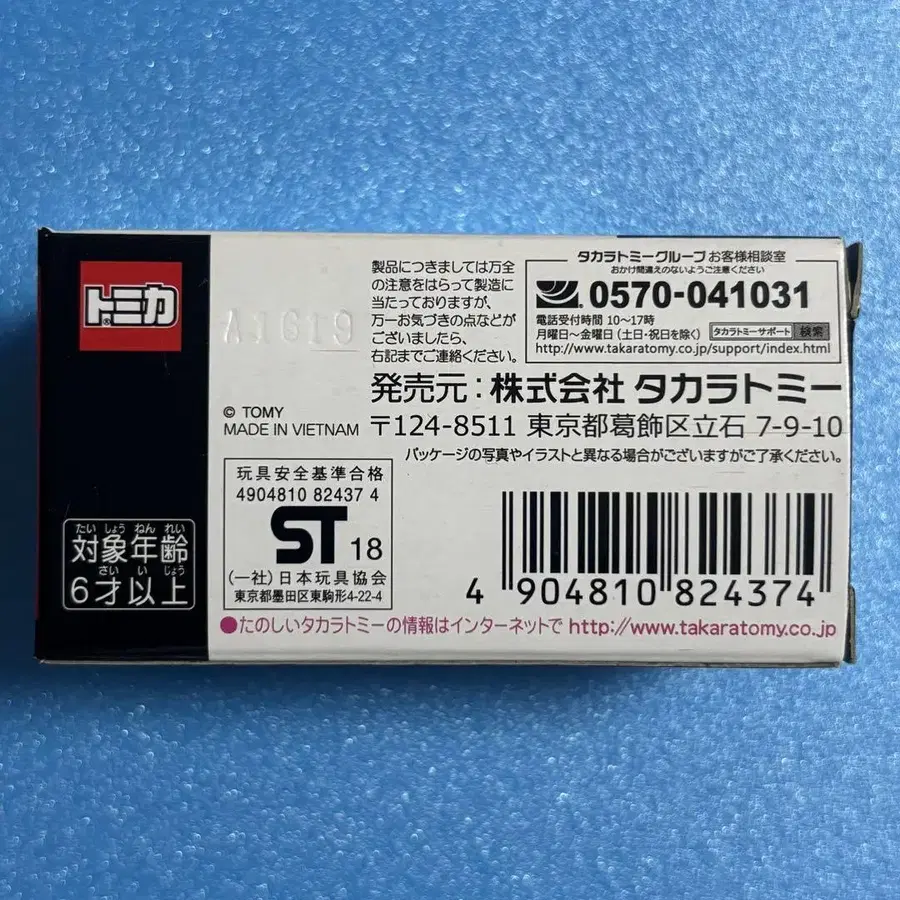 トミカ
®
A1619
製品につきましては万全
の注意をはらって製造に
当たっておりますが、
万一お気づきの点などが
ございましたら、
右記までご連絡ください。
タカラトミーグループ お客様相談室
おかけ間違えのないようご注意ください
0570-041031
電話受付時間 10〜17時
月曜日〜金曜日 (土日・祝日を除く) タカラトミーサポート 検索
http://www.takaratomy.co.jp/support/index.html
発売元 : 株式会社 タカラトミー
© TOMY
MADE IN VIETNAM
〒124-8511 東京都葛飾区立石 7-9-10
パッケージの写真やイラストと異なる場合がございますがご了承ください。
玩具安全基準合格
4904810 82437 4
ST 18
(一社) 日本玩具協会
東京都墨田区東駒形4-22-4
たいしょうねんれい
対象年齢
さいいじょう
6才以上
4 904810 824374
●たのしいタカラトミーの情報はインターネットで http://www.takaratomy.co.jp